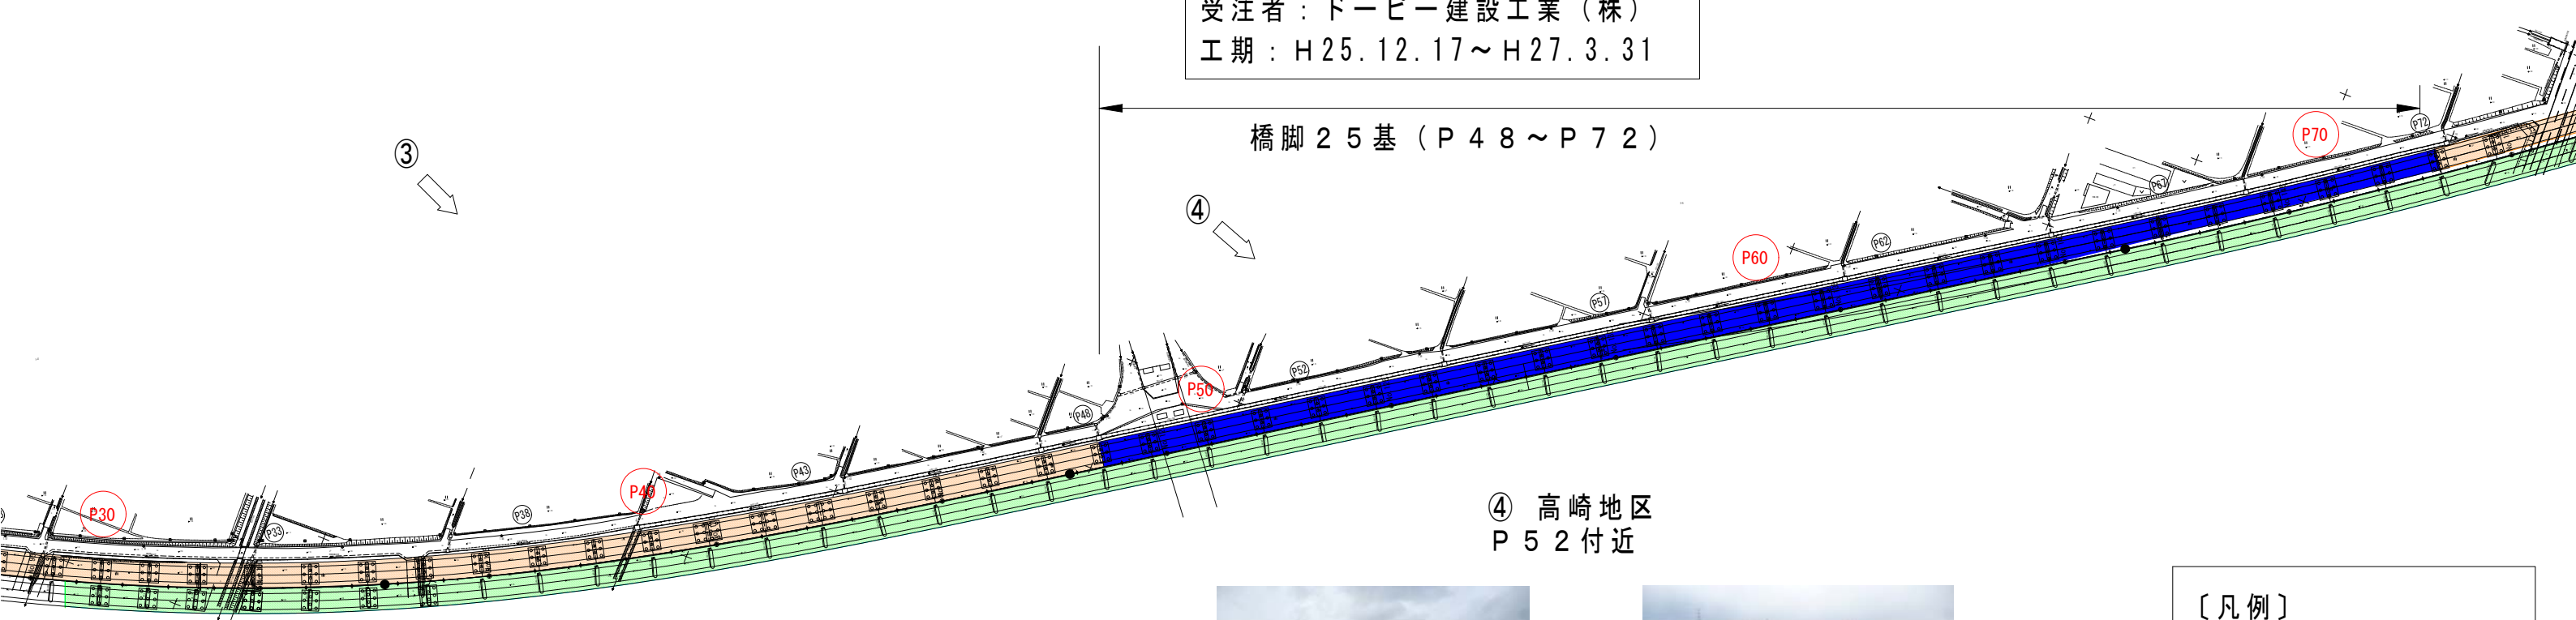 受注者：ドーピー建設工業（株）
工期：H25.12.17～H27.3.31
橋脚２５基（Ｐ４８～Ｐ７２）
③
④
P72
P70
P67
P62
P60
P57
P52
P50
P48
P43
P40
P38
P33
P30
④ 高崎地区
Ｐ５２付近
〔凡例〕